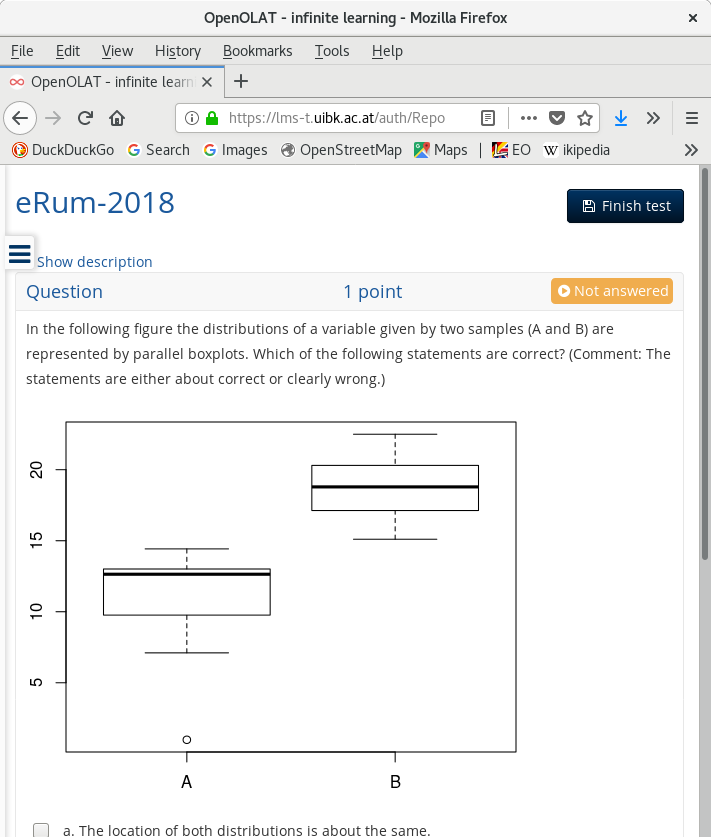 OpenOLAT - infinite learning - Mozilla Firefox
File Edit View History Bookmarks Tools Help
OpenOLAT - infinite learn
https://lms-t.uibk.ac.at/auth/Repo
DuckDuckGo Search Images OpenStreetMap Maps | EO Wikipedia
eRum-2018
Finish test
Show description
Question 1 point Not answered
In the following figure the distributions of a variable given by two samples (A and B) are
represented by parallel boxplots. Which of the following statements are correct? (Comment: The
statements are either about correct or clearly wrong.)
20
15
10
5
A B
a. The location of both distributions is about the same.